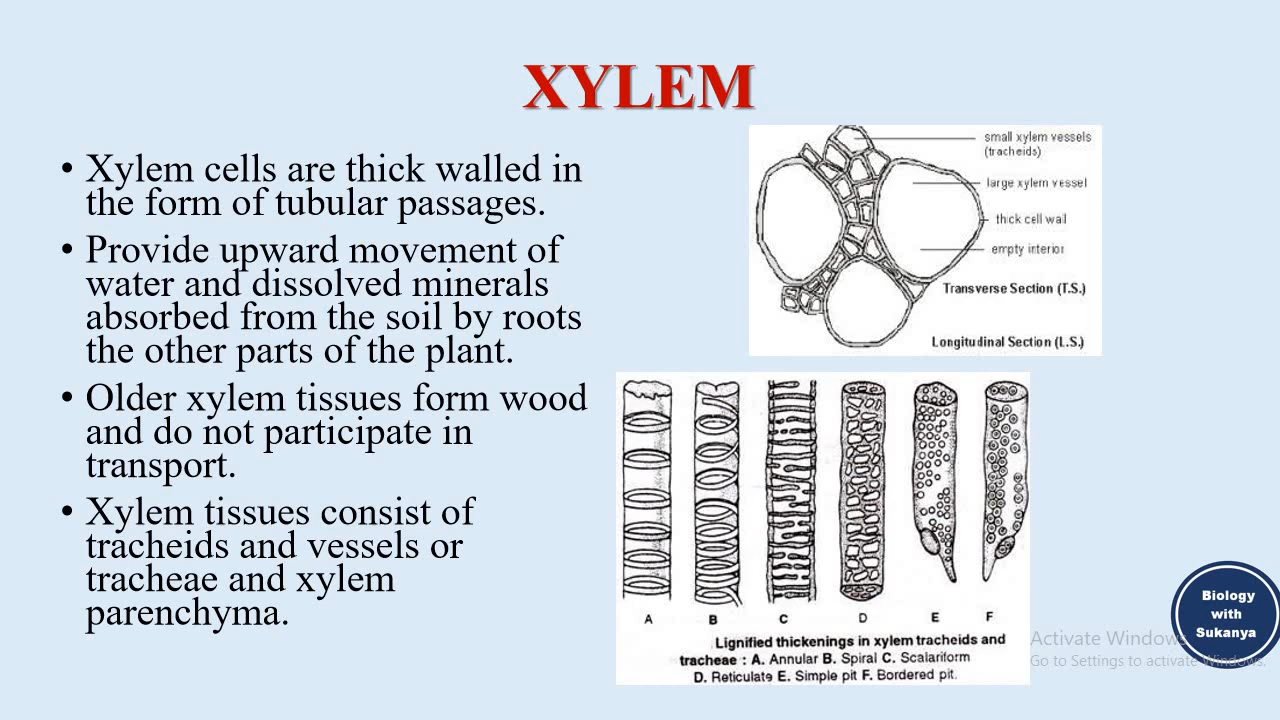 XYLEM
• Xylem cells are thick walled in
the form of tubular passages.
• Provide upward movement of
water and dissolved minerals
absorbed from the soil by roots
the other parts of the plant.
• Older xylem tissues form wood
and do not participate in
transport.
• Xylem tissues consist of
tracheids and vessels or
tracheae and xylem
parenchyma.
small xylem vessels
(tracheids)
large xylem vessel
thick cell wall
empty interior
Transverse Section (T.S.)
Longitudinal Section (L.S.)
A B C D E F
Lignified thickenings in xylem tracheids and
tracheae : A. Annular B. Spiral C. Scalariform
D. Reticulate E. Simple pit F. Bordered pit.
Biology
with
Sukanya
Activate Windows
Go to Settings to activate Windows.